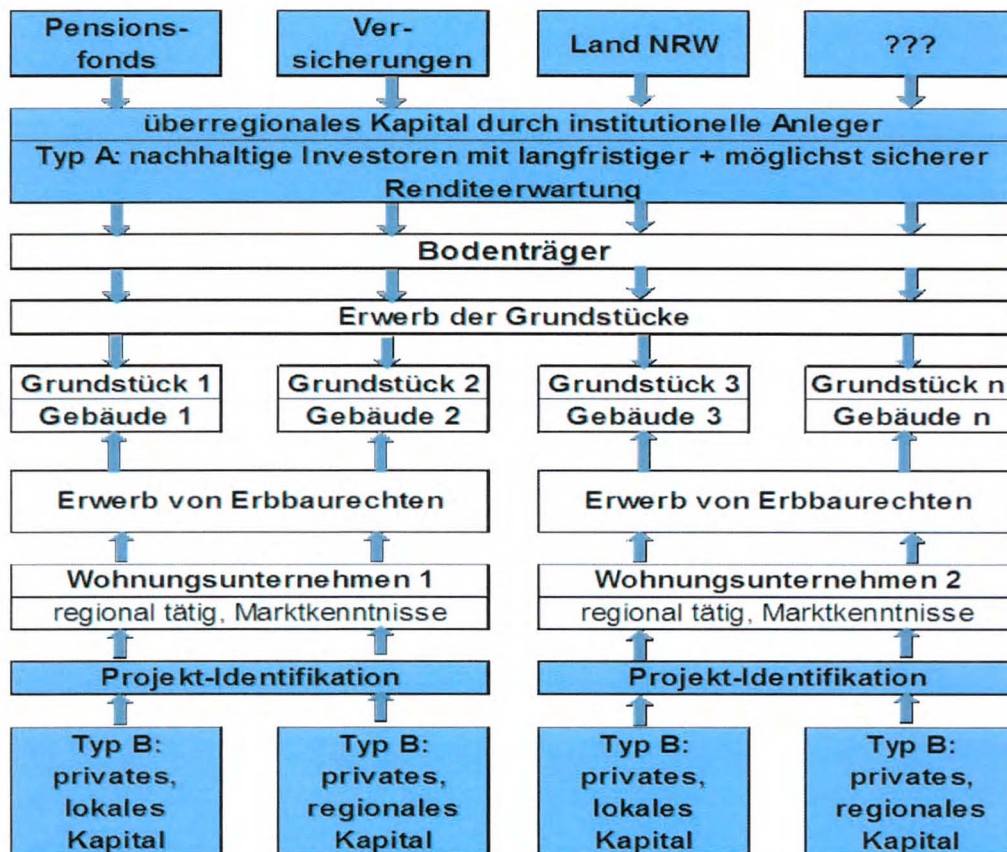 Pensions-
fonds
Ver-
sicherungen
Land NRW
???
überregionales Kapital durch institutionelle Anleger
Typ A: nachhaltige Investoren mit langfristiger + möglichst sicherer
Renditeerwartung
Bodenträger
Erwerb der Grundstücke
Grundstück 1
Gebäude 1
Grundstück 2
Gebäude 2
Grundstück 3
Gebäude 3
Grundstück n
Gebäude n
Erwerb von Erbbaurechten
Erwerb von Erbbaurechten
Wohnungsunternehmen 1
regional tätig, Marktkenntnisse
Wohnungsunternehmen 2
regional tätig, Marktkenntnisse
Projekt-Identifikation
Projekt-Identifikation
Typ B:
privates,
lokales
Kapital
Typ B:
privates,
regionales
Kapital
Typ B:
privates,
lokales
Kapital
Typ B:
privates,
regionales
Kapital